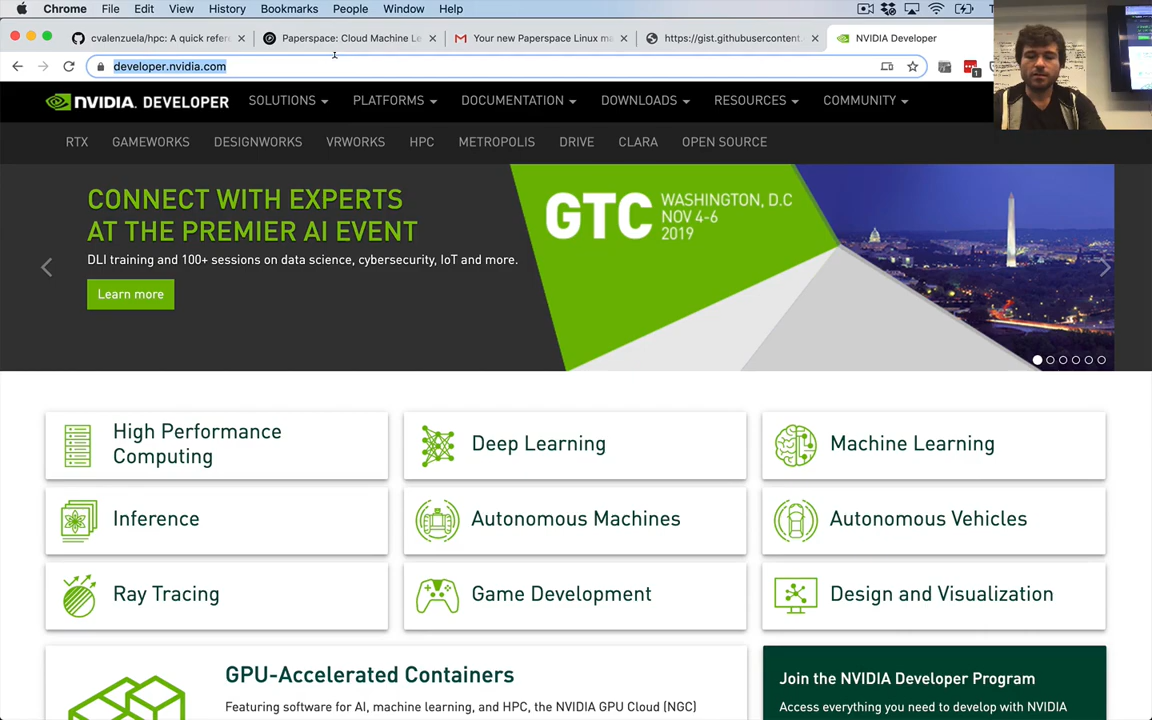 Chrome File Edit View History Bookmarks People Window Help
cvalenzuela/hpc: A quick refere
Paperspace: Cloud Machine Le
Your new Paperspace Linux ma
https://gist.githubusercontent.
NVIDIA Developer
developer.nvidia.com
1
NVIDIA. DEVELOPER SOLUTIONS PLATFORMS DOCUMENTATION DOWNLOADS RESOURCES COMMUNITY
RTX GAMEWORKS DESIGNWORKS VRWORKS HPC METROPOLIS DRIVE CLARA OPEN SOURCE
CONNECT WITH EXPERTS
AT THE PREMIER AI EVENT
DLI training and 100+ sessions on data science, cybersecurity, IoT and more.
Learn more
GTC
WASHINGTON, D.C
NOV 4-6
2019
High Performance
Computing
Deep Learning
Machine Learning
Inference
Autonomous Machines
Autonomous Vehicles
Ray Tracing
Game Development
Design and Visualization
GPU-Accelerated Containers
Featuring software for AI, machine learning, and HPC, the NVIDIA GPU Cloud (NGC)
Join the NVIDIA Developer Program
Access everything you need to develop with NVIDIA